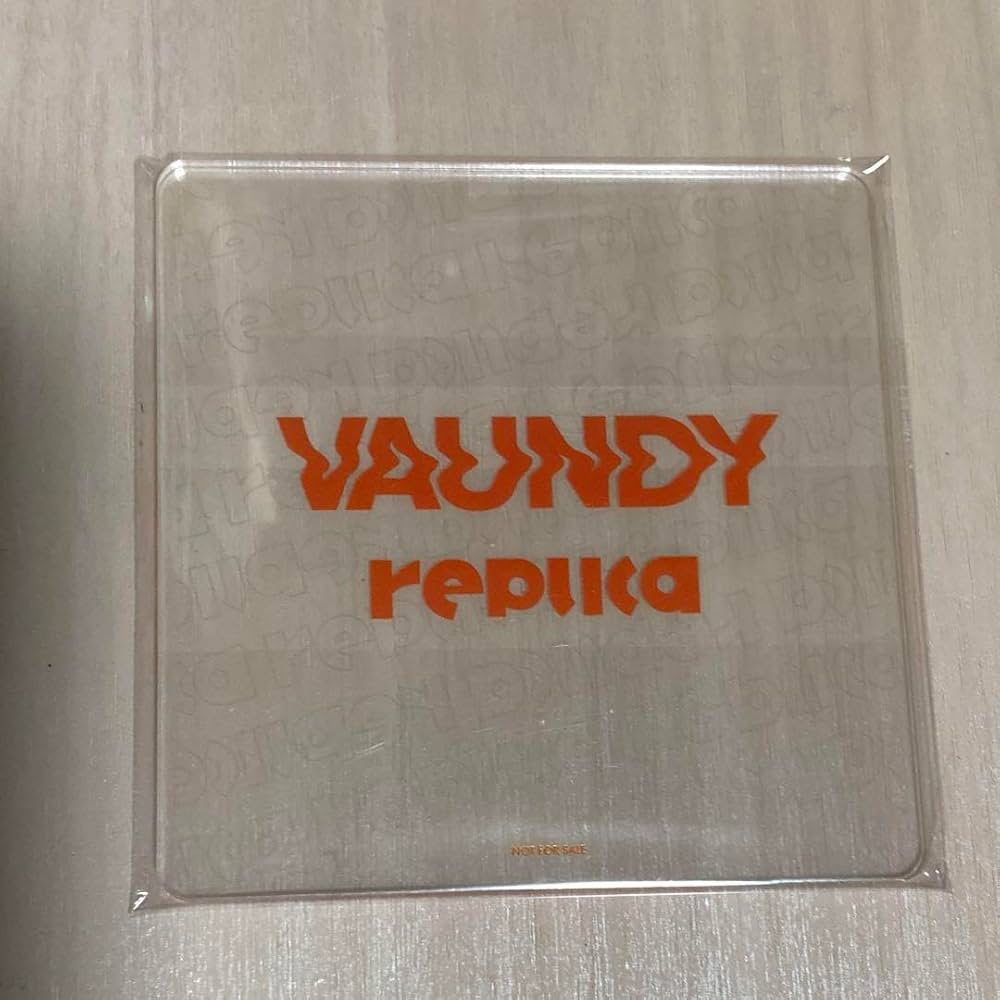 VAUNDY
replica
NOT FOR SALE